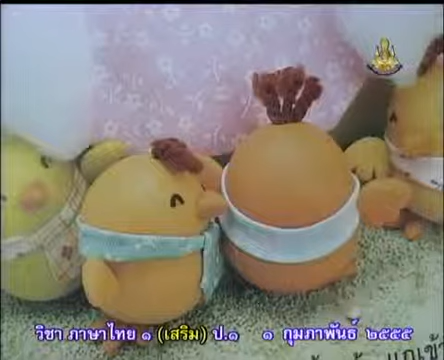 วิชา ภาษาไทย ๑ (เสริม) ป.๑ ๑ กุมภาพันธ์ ๒๕๕๕